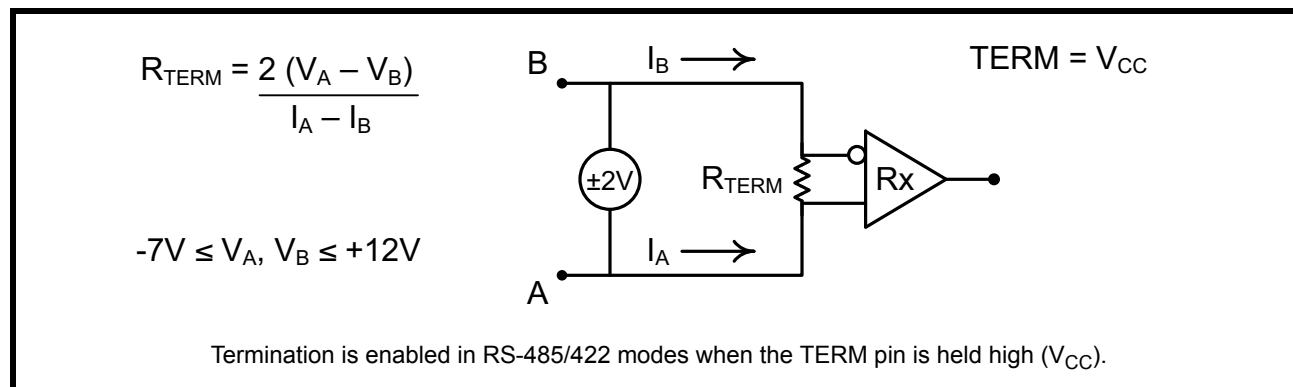 R_TERM = 2 (V_A – V_B)
I_A – I_B
B
I_B
TERM = V_CC
±2V
R_TERM
Rx
-7V ≤ V_A, V_B ≤ +12V
I_A
A
Termination is enabled in RS-485/422 modes when the TERM pin is held high (V_CC).